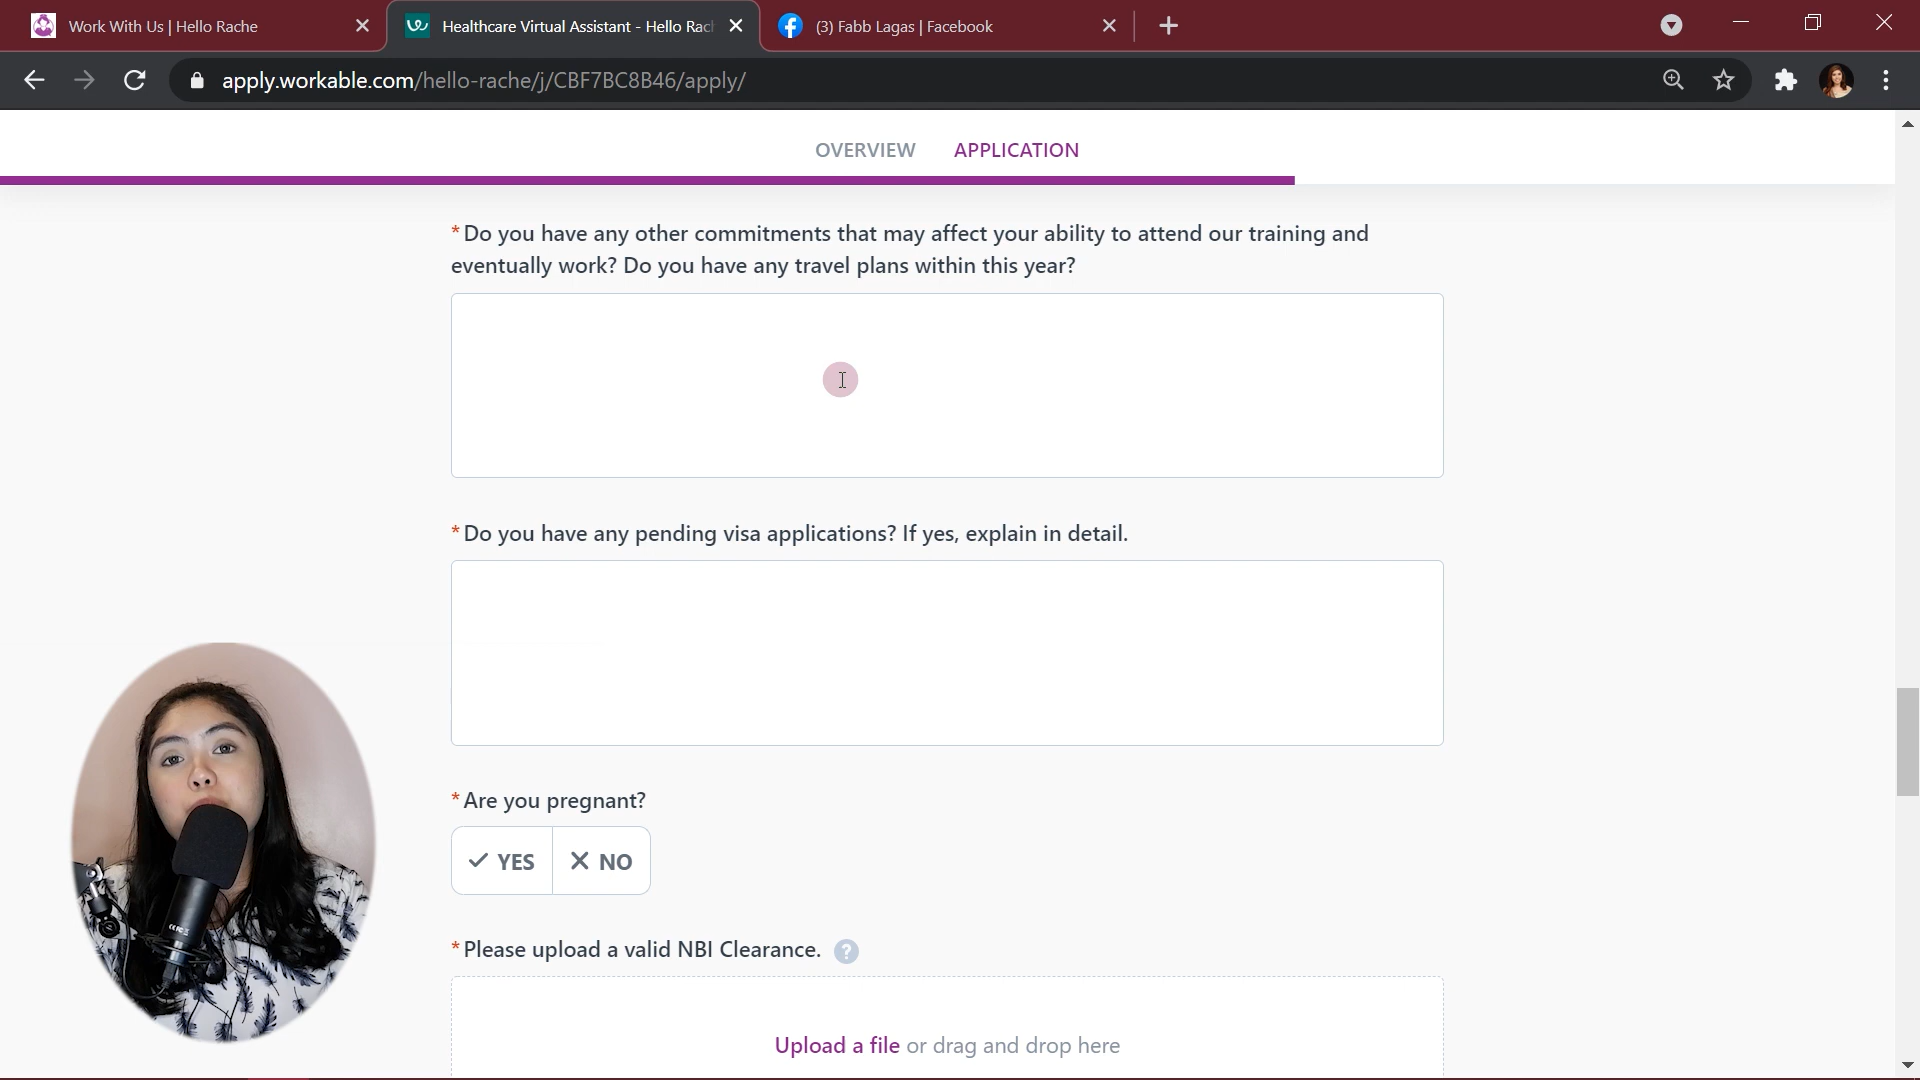 Work With Us | Hello Rache
Healthcare Virtual Assistant - Hello Rac
(3) Fabb Lagas | Facebook
apply.workable.com/hello-rache/j/CBF7BC8B46/apply/
OVERVIEW APPLICATION
*Do you have any other commitments that may affect your ability to attend our training and
eventually work? Do you have any travel plans within this year?
*Do you have any pending visa applications? If yes, explain in detail.
*Are you pregnant?
YES NO
*Please upload a valid NBI Clearance. ?
Upload a file or drag and drop here